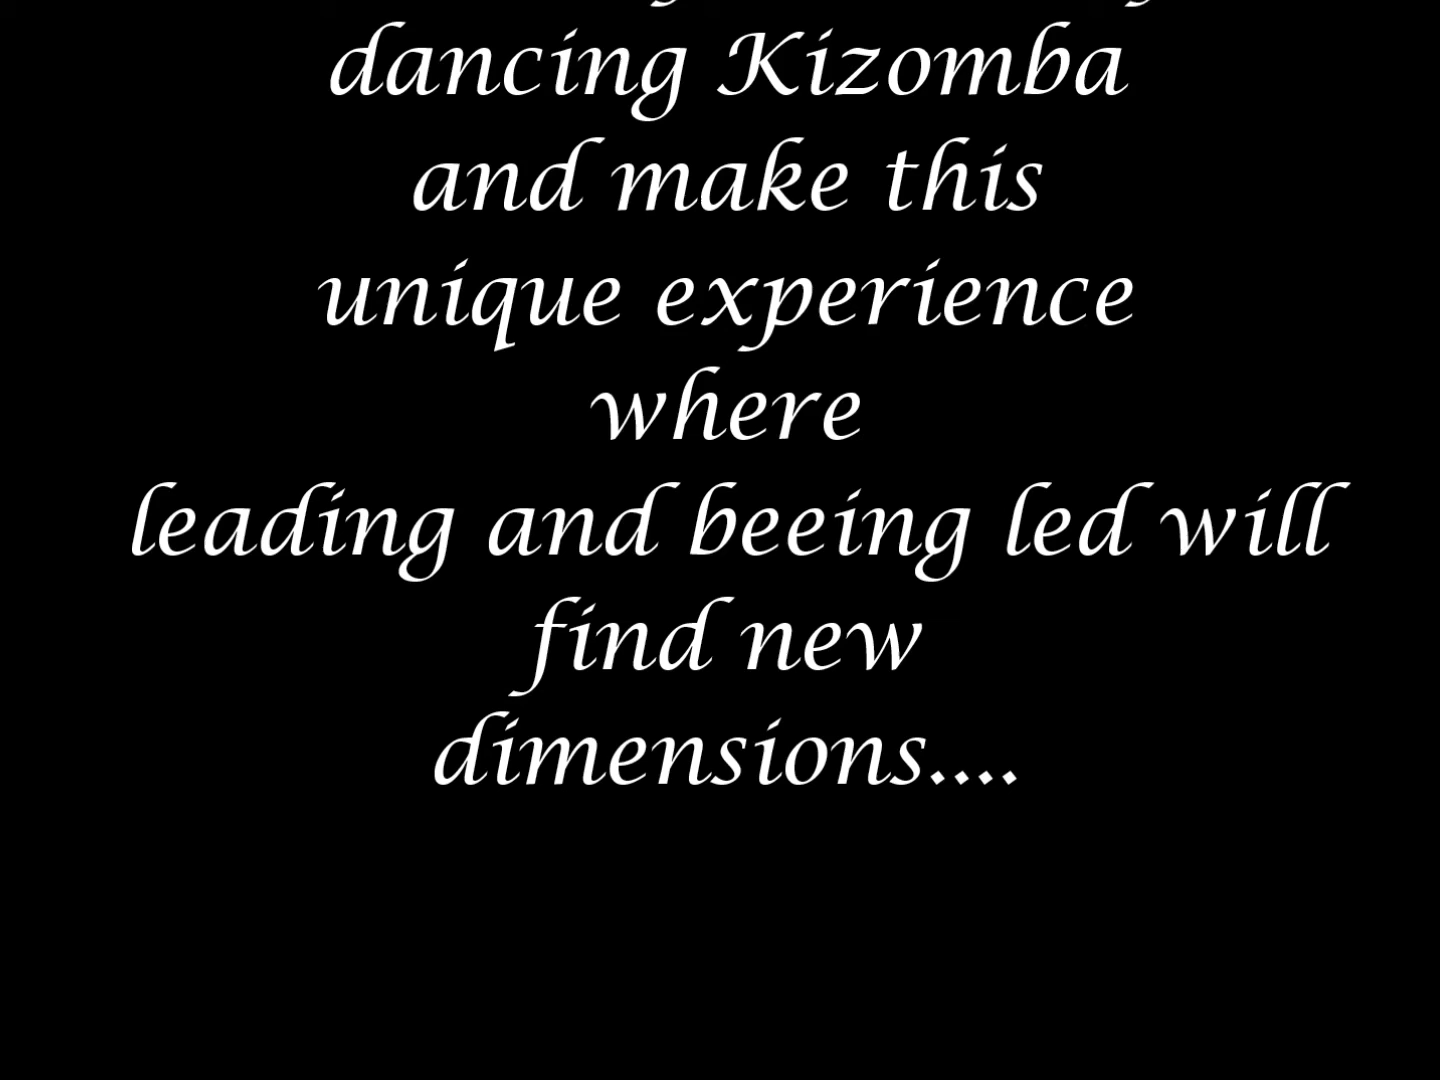 dancing Kizomba
and make this
unique experience
where
leading and beeing led will
find new
dimensions....